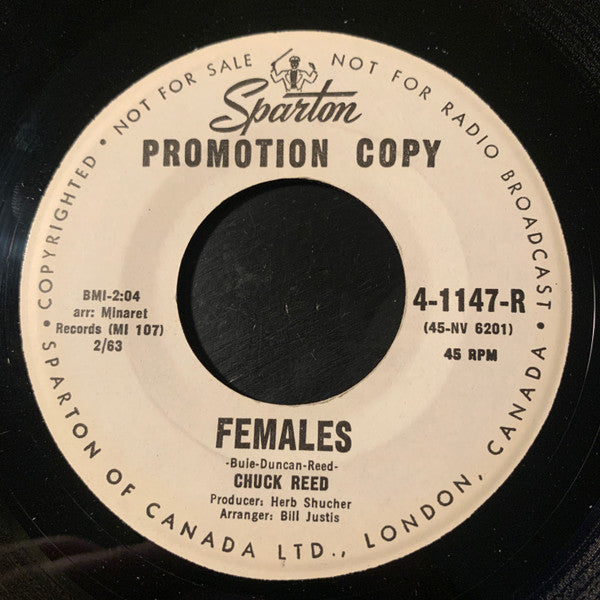 • COPYRIGHTED • NOT FOR SALE NOT FOR RADIO BROADCAST •
Sparton
PROMOTION COPY
BMI-2:04
arr: Minaret
Records (MI 107)
2/63
4-1147-R
(45-NV 6201)
45 RPM
FEMALES
-Buie-Duncan-Reed-
CHUCK REED
Producer: Herb Shucher
Arranger: Bill Justis
SPARTON OF CANADA LTD., LONDON, CANADA